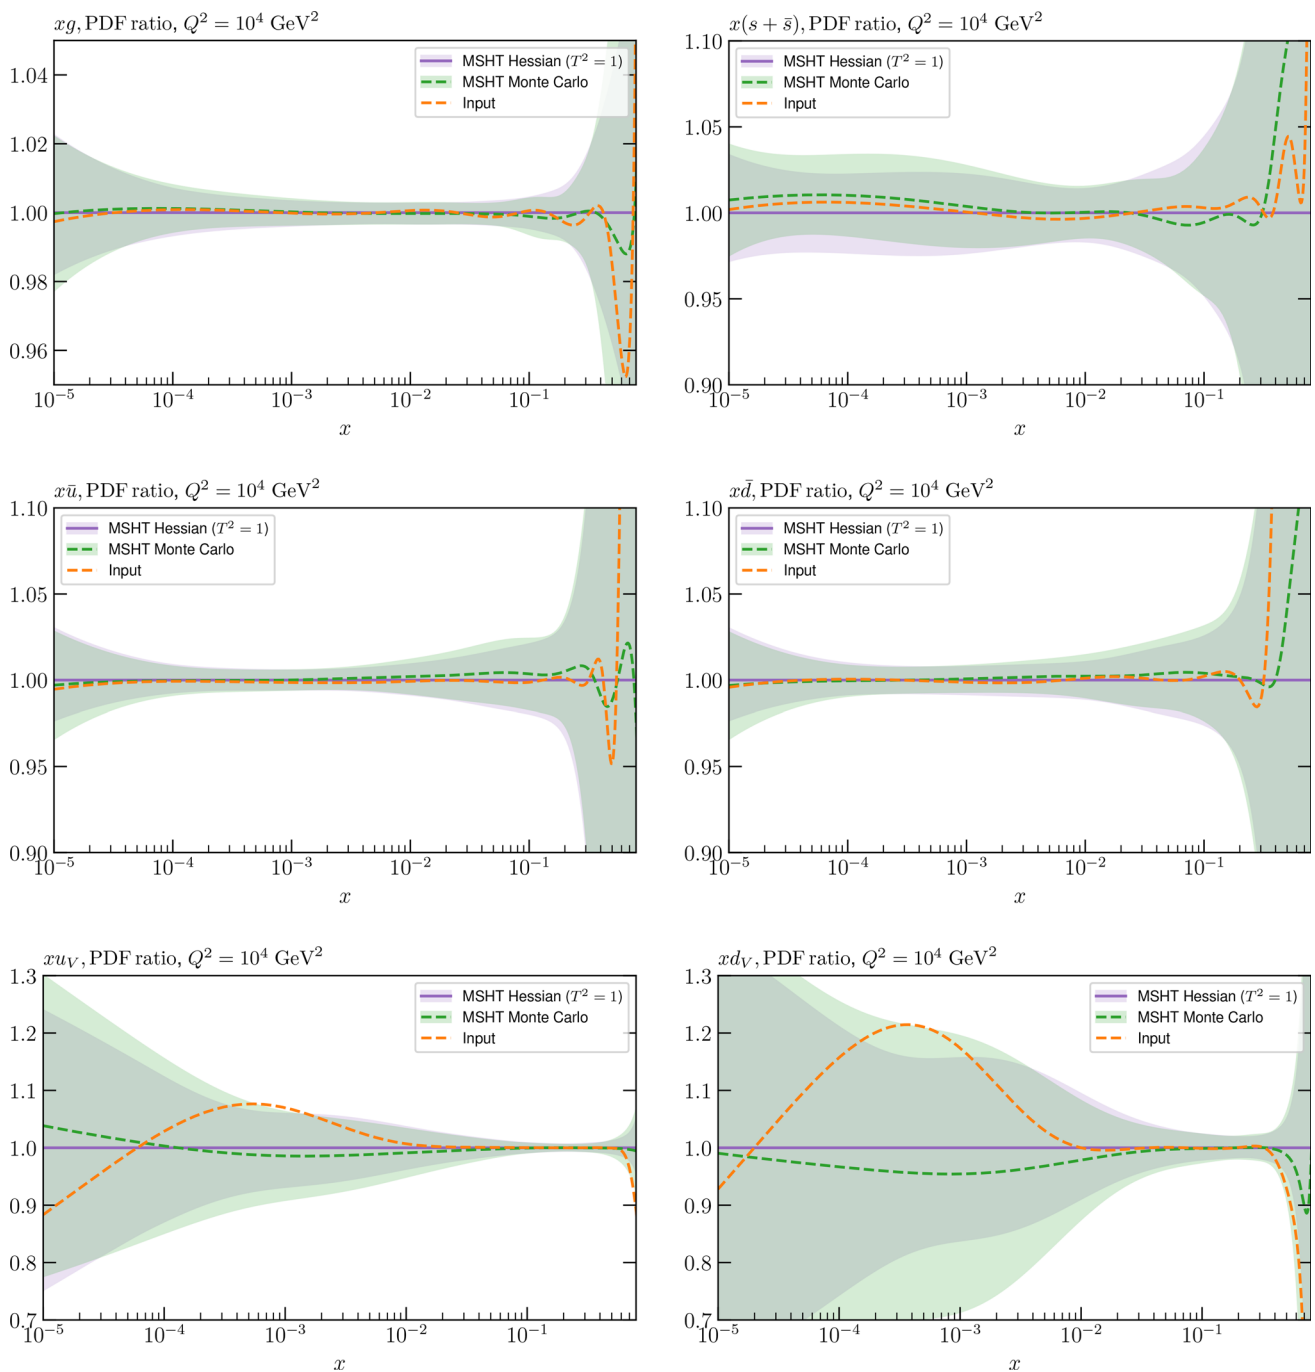 xg, PDF ratio, Q² = 10⁴ GeV²
MSHT Hessian (T² = 1)
MSHT Monte Carlo
Input
1.04
1.02
1.00
0.98
0.96
10⁻⁵ 10⁻⁴ 10⁻³ 10⁻² 10⁻¹
x
x(s + s̄), PDF ratio, Q² = 10⁴ GeV²
MSHT Hessian (T² = 1)
MSHT Monte Carlo
Input
1.10
1.05
1.00
0.95
0.90
10⁻⁵ 10⁻⁴ 10⁻³ 10⁻² 10⁻¹
x
xū, PDF ratio, Q² = 10⁴ GeV²
MSHT Hessian (T² = 1)
MSHT Monte Carlo
Input
1.10
1.05
1.00
0.95
0.90
10⁻⁵ 10⁻⁴ 10⁻³ 10⁻² 10⁻¹
x
xd̄, PDF ratio, Q² = 10⁴ GeV²
MSHT Hessian (T² = 1)
MSHT Monte Carlo
Input
1.10
1.05
1.00
0.95
0.90
10⁻⁵ 10⁻⁴ 10⁻³ 10⁻² 10⁻¹
x
xu_V, PDF ratio, Q² = 10⁴ GeV²
MSHT Hessian (T² = 1)
MSHT Monte Carlo
Input
1.3
1.2
1.1
1.0
0.9
0.8
0.7
10⁻⁵ 10⁻⁴ 10⁻³ 10⁻² 10⁻¹
x
xd_V, PDF ratio, Q² = 10⁴ GeV²
MSHT Hessian (T² = 1)
MSHT Monte Carlo
Input
1.3
1.2
1.1
1.0
0.9
0.8
0.7
10⁻⁵ 10⁻⁴ 10⁻³ 10⁻² 10⁻¹
x